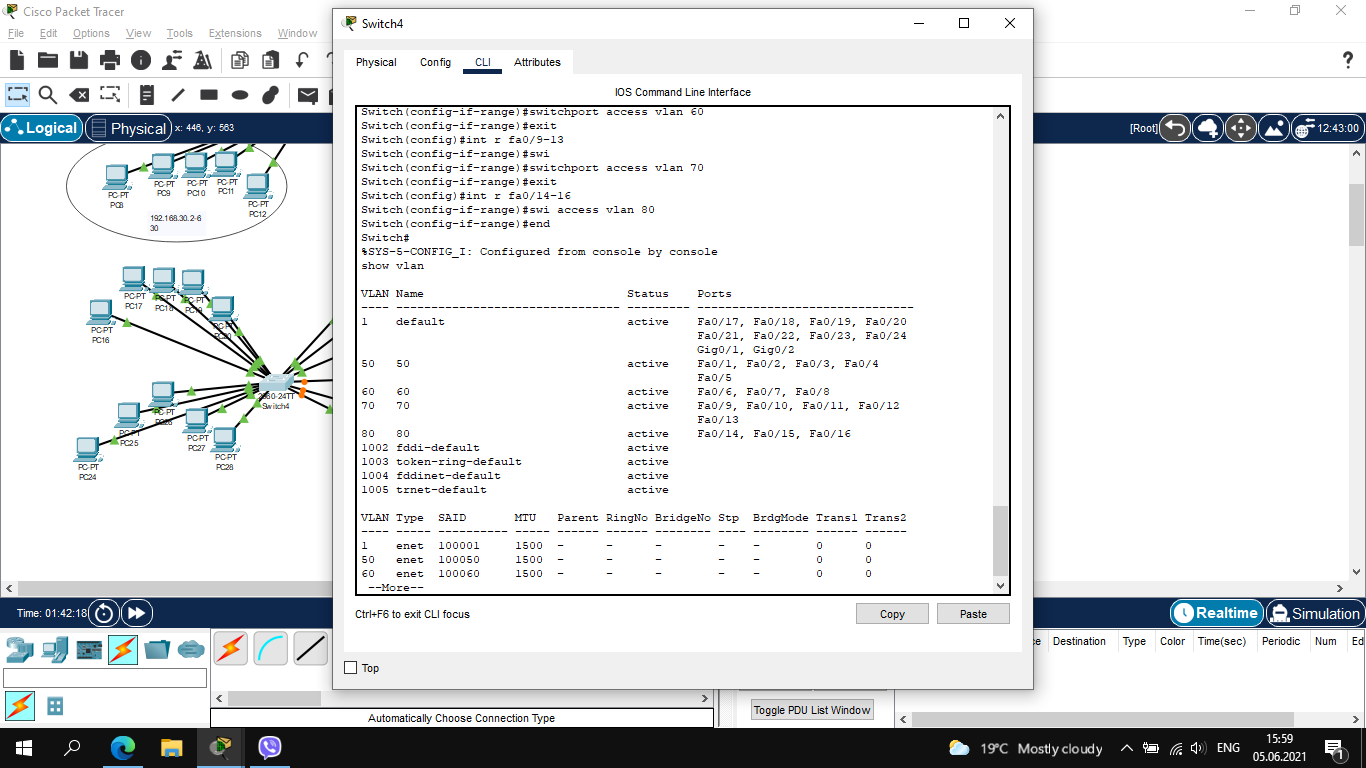 Cisco Packet Tracer
File Edit Options View Tools Extensions Window
Logical Physical x: 446, y: 563
[Root] 12:43:00
PC-PT
PC8
PC-PT
PC9
PC-PT
PC10
PC-PT
PC11
PC-PT
PC12
192.168.30.2-6
30
PC-PT
PC17
PC-PT
PC-PT
PC-PT
PC16
PC-PT
2960-24TT
Switch4
PC-PT
PC-PT
PC25
PC-PT
PC27
PC-PT
PC28
PC-PT
PC24
Time: 01:42:18
Realtime Simulation
Destination Type Color Time(sec) Periodic Num Ed
Automatically Choose Connection Type
Toggle PDU List Window
Switch4
Physical Config CLI Attributes
IOS Command Line Interface
Switch(config-if-range)#switchport access vlan 60
Switch(config-if-range)#exit
Switch(config)#int r fa0/9-13
Switch(config-if-range)#swi
Switch(config-if-range)#switchport access vlan 70
Switch(config-if-range)#exit
Switch(config)#int r fa0/14-16
Switch(config-if-range)#swi access vlan 80
Switch(config-if-range)#end
Switch#
%SYS-5-CONFIG_I: Configured from console by console
show vlan
VLAN Name Status Ports
---- -------------------------------- --------- -------------------------------
1 default active Fa0/17, Fa0/18, Fa0/19, Fa0/20
Fa0/21, Fa0/22, Fa0/23, Fa0/24
Gig0/1, Gig0/2
50 50 active Fa0/1, Fa0/2, Fa0/3, Fa0/4
Fa0/5
60 60 active Fa0/6, Fa0/7, Fa0/8
70 70 active Fa0/9, Fa0/10, Fa0/11, Fa0/12
Fa0/13
80 80 active Fa0/14, Fa0/15, Fa0/16
1002 fddi-default active
1003 token-ring-default active
1004 fddinet-default active
1005 trnet-default active
VLAN Type SAID MTU Parent RingNo BridgeNo Stp BrdgMode Trans1 Trans2
---- ----- ---------- ----- ------ ------ -------- ---- -------- ------ ------
1 enet 100001 1500 - - - - - 0 0
50 enet 100050 1500 - - - - - 0 0
60 enet 100060 1500 - - - - - 0 0
--More--
Ctrl+F6 to exit CLI focus
Copy Paste
Top
19°C Mostly cloudy
ENG
15:59
05.06.2021
1